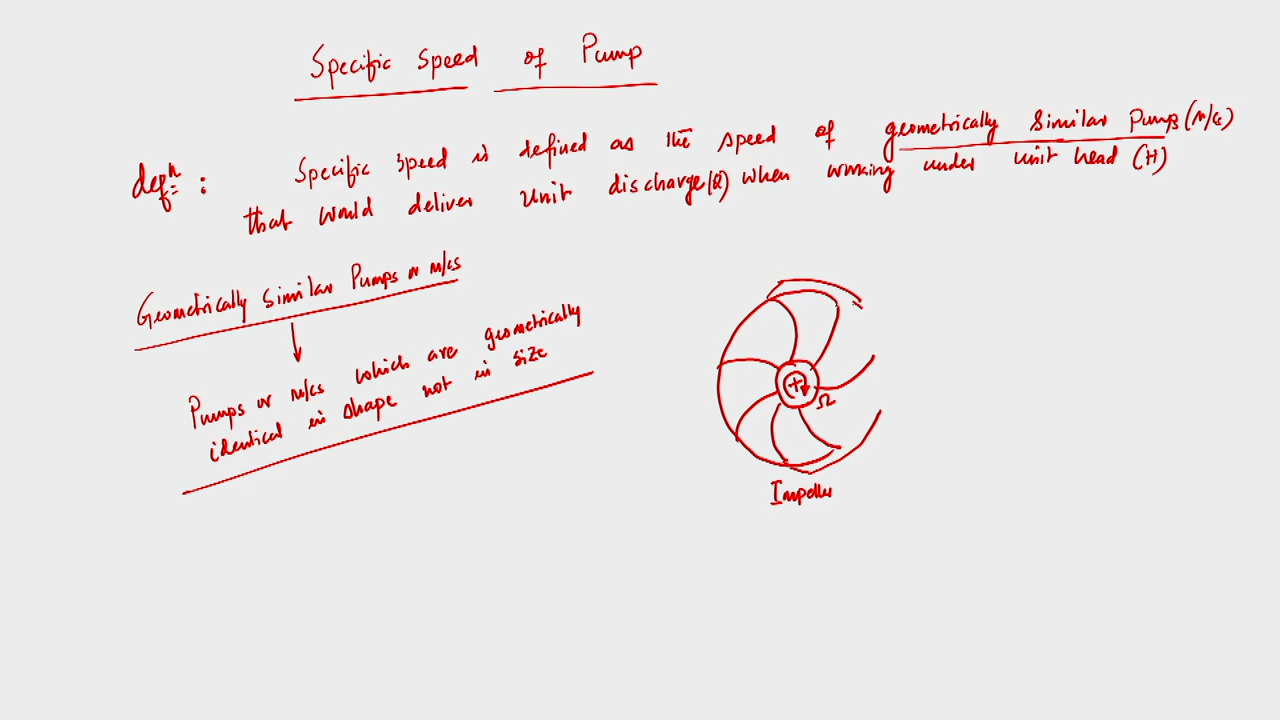 Specific Speed of Pump
defn: Specific Speed is defined as the speed of geometrically similar Pumps (m/cs)
that would deliver unit discharge (Q) when working under unit head (H)
Geometrically similar Pumps or m/cs
Pumps or m/cs which are geometrically
identical in shape not in size
Ω
Impeller